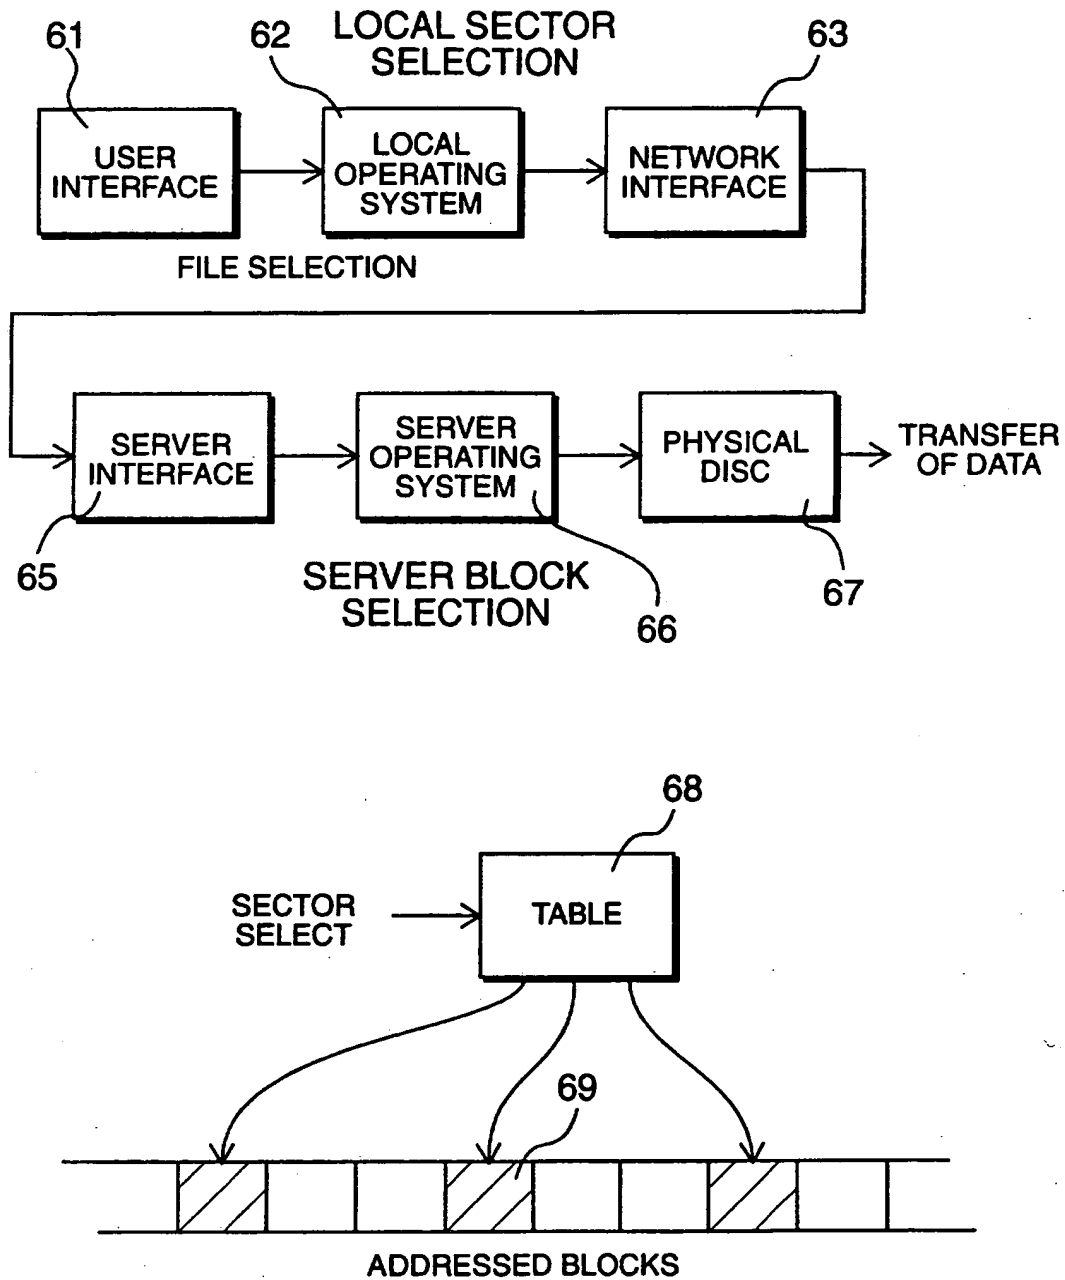 61
62
LOCAL SECTOR
SELECTION
63
USER
INTERFACE
LOCAL
OPERATING
SYSTEM
NETWORK
INTERFACE
FILE SELECTION
SERVER
INTERFACE
SERVER
OPERATING
SYSTEM
PHYSICAL
DISC
TRANSFER
OF DATA
65
SERVER BLOCK
SELECTION
66
67
68
SECTOR
SELECT
TABLE
69
ADDRESSED BLOCKS